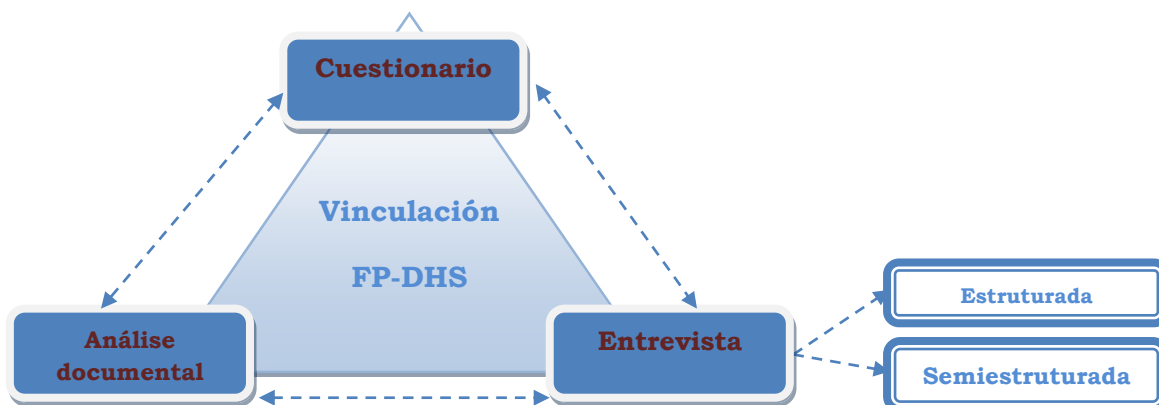 Cuestionario
Vinculación
FP-DHS
Análise
documental
Entrevista
Estruturada
Semiestruturada